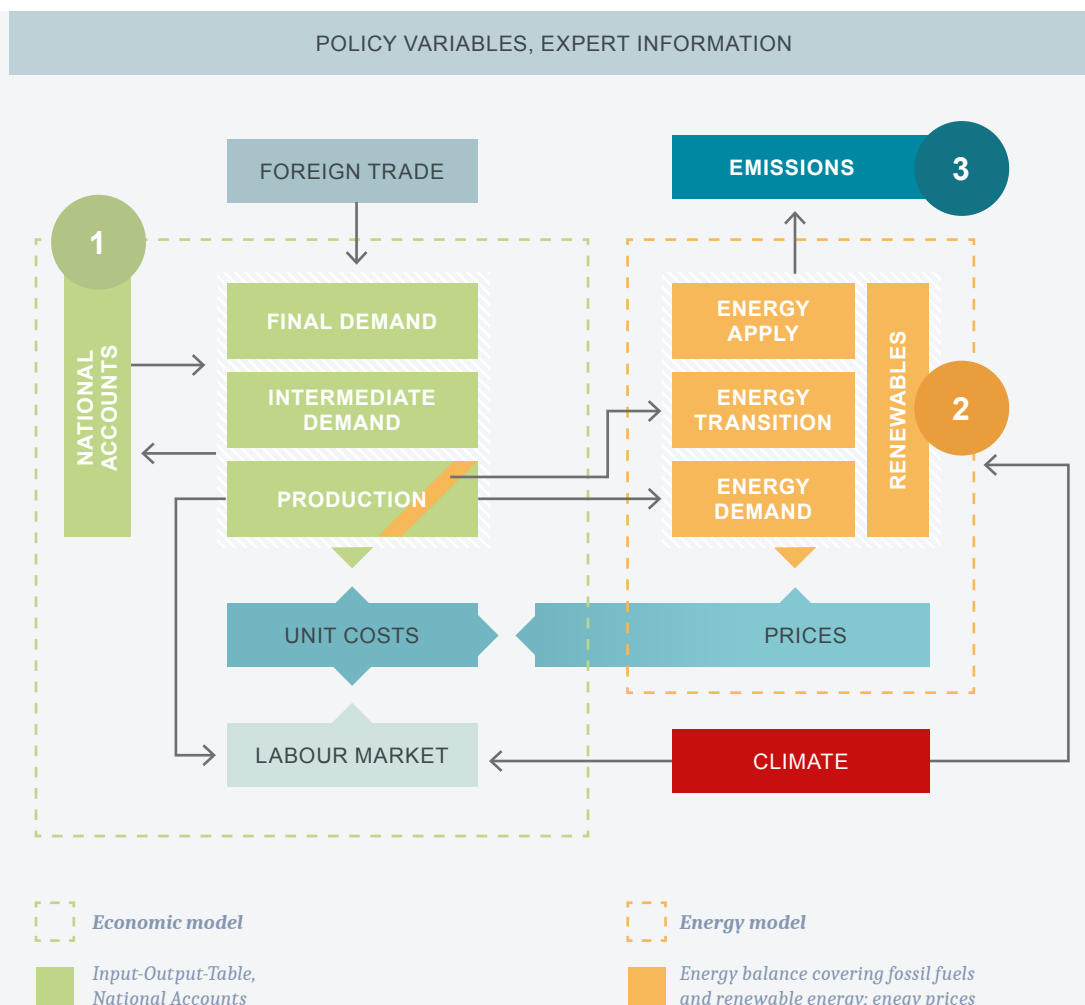 POLICY VARIABLES, EXPERT INFORMATION
FOREIGN TRADE
EMISSIONS
3
1
NATIONAL
ACCOUNTS
FINAL DEMAND
INTERMEDIATE
DEMAND
PRODUCTION
ENERGY
APPLY
ENERGY
TRANSITION
ENERGY
DEMAND
RENEWABLES
2
UNIT COSTS
PRICES
LABOUR MARKET
CLIMATE
Economic model
Input-Output-Table,
National Accounts
Energy model
Energy balance covering fossil fuels
and renewable energy; enegy prices